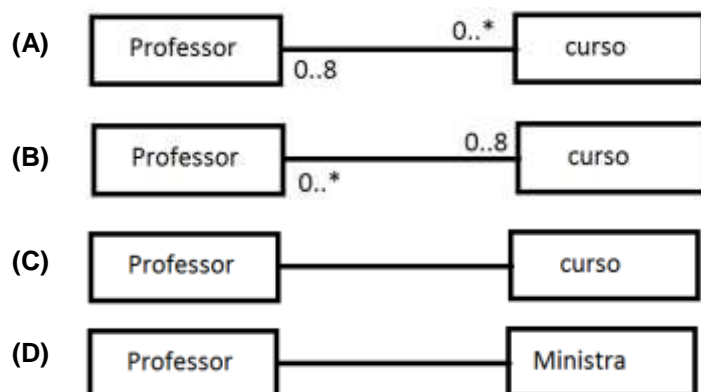 (A) Professor 0..8 0..* curso
(B) Professor 0..* 0..8 curso
(C) Professor curso
(D) Professor Ministra